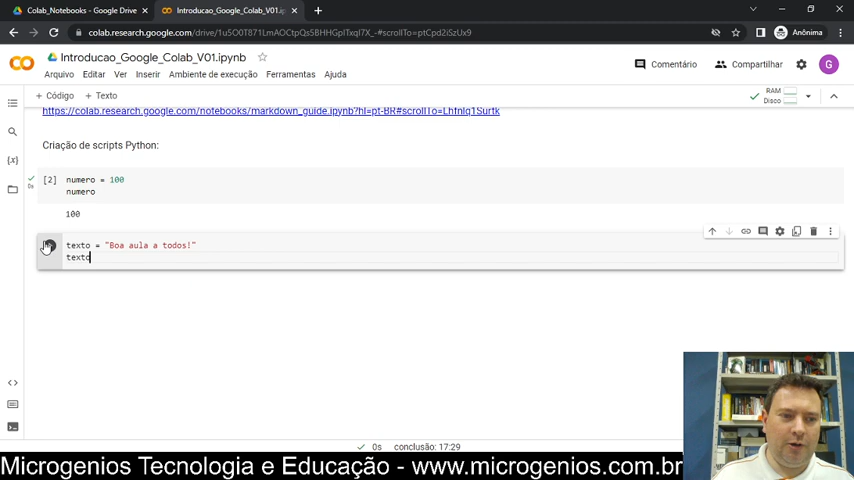 Colab_Notebooks - Google Drive
Introducao_Google_Colab_V01.ip
colab.research.google.com/drive/1u5O0T871LmAOCtpQs5BHHGpITxqI7X_-#scrollTo=ptCpd2iSzUx9
Anônima
Introducao_Google_Colab_V01.ipynb
Comentário
Compartilhar
G
Arquivo Editar Ver Inserir Ambiente de execução Ferramentas Ajuda
+ Código + Texto
RAM
Disco
https://colab.research.google.com/notebooks/markdown_guide.ipynb?hl=pt-BR#scrollTo=Lhfnlq1Surtk
Criação de scripts Python:
[2] numero = 100
0s
numero
100
texto = "Boa aula a todos!"
texto
0s conclusão: 17:29
Microgenios Tecnologia e Educação - www.microgenios.com.br